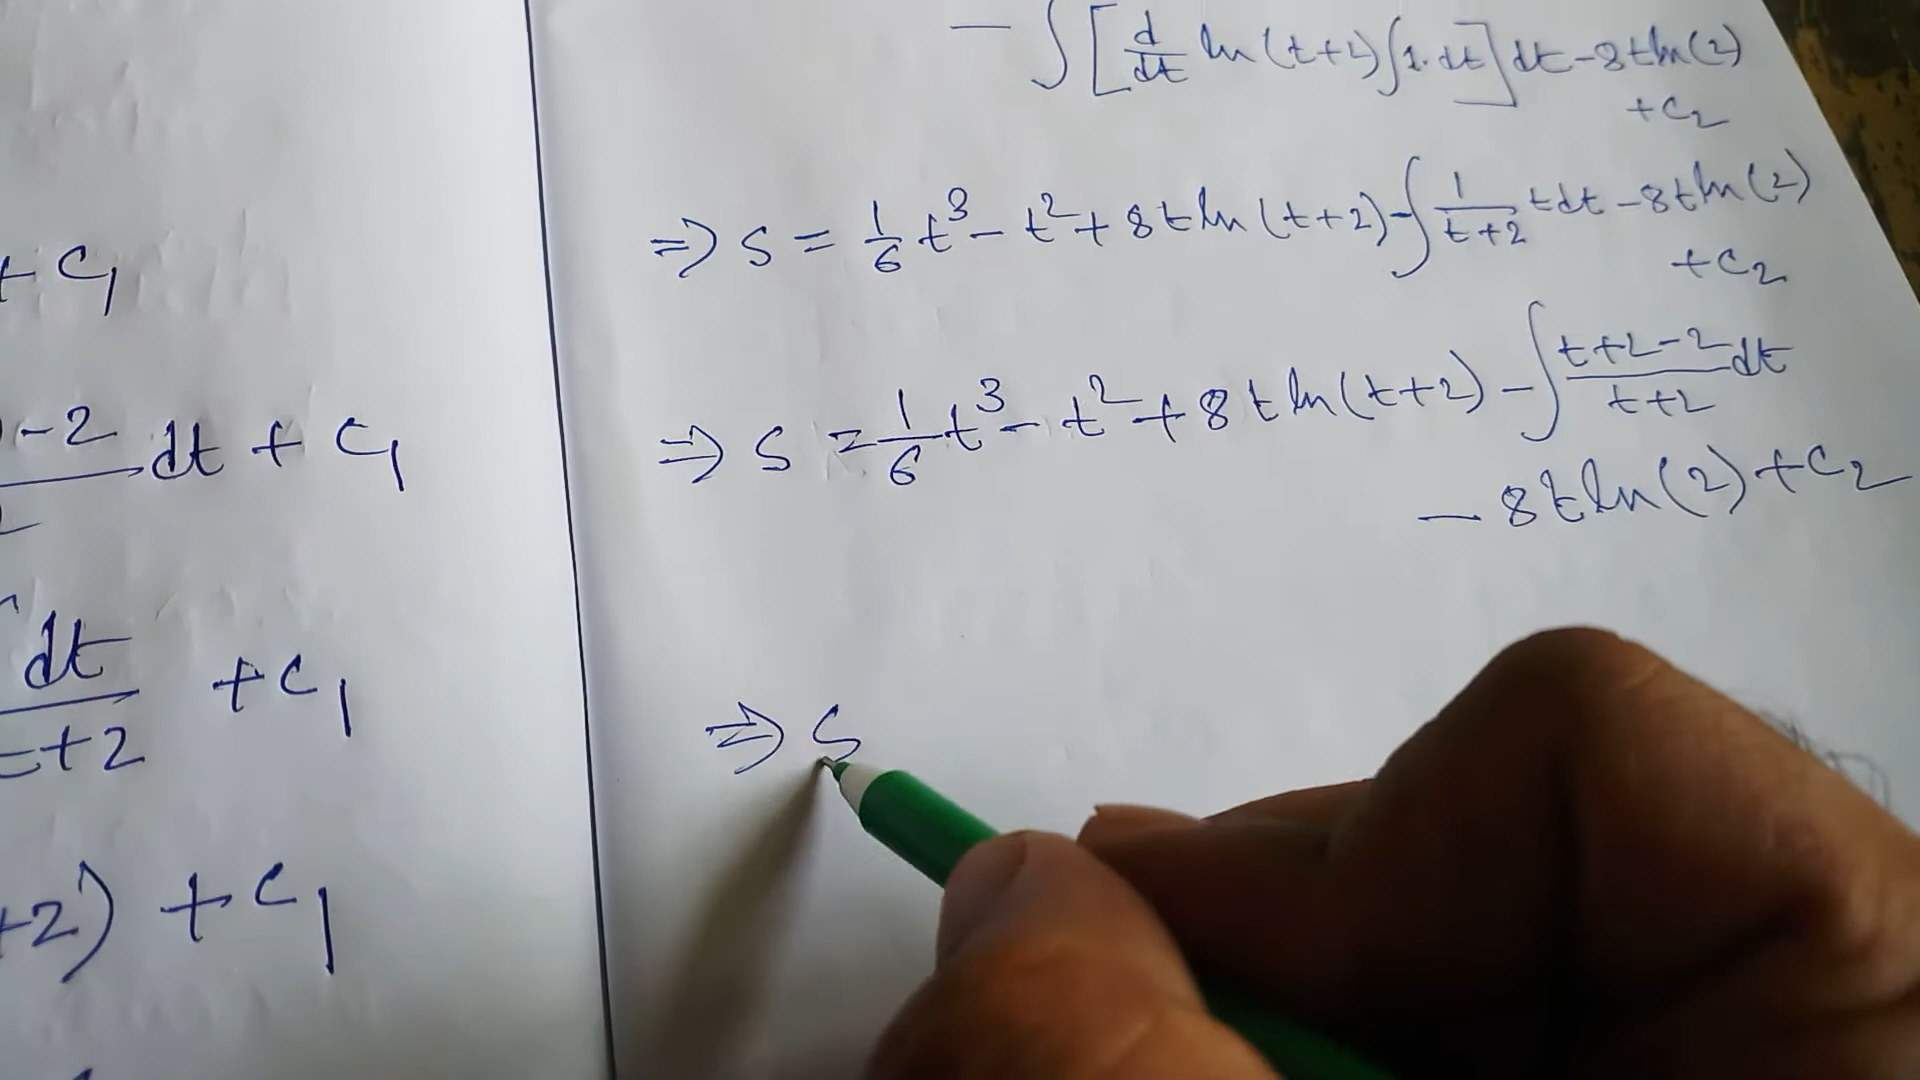 + C₁
-2 dt + C₁
dt + C₁
t+2
+2) + C₁
- ∫ [d/dt ln(t+2) ∫1.dt] dt - 8t ln(2)
+ C₂
⇒ S = 1/6 t³ - t² + 8t ln(t+2) - ∫ 1/(t+2) t dt - 8t ln(2)
+ C₂
⇒ S = 1/6 t³ - t² + 8t ln(t+2) - ∫ (t+2-2)/(t+2) dt
- 8t ln(2) + C₂
⇒ S